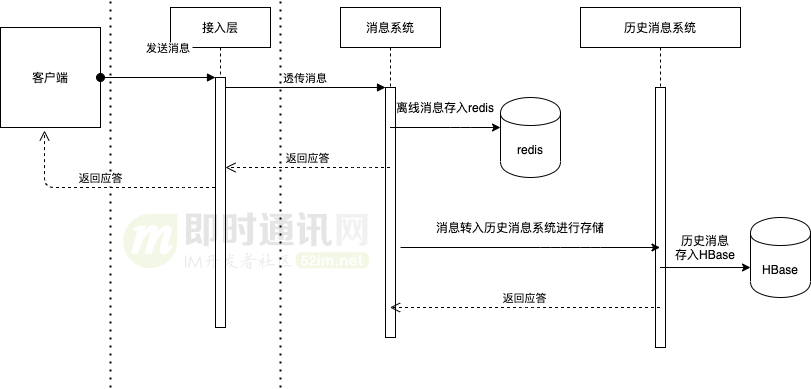 接入层
消息系统
历史消息系统
发送消息
客户端
透传消息
离线消息存入redis
redis
返回应答
返回应答
即时通讯网
IM开发者社区 52im.net
消息转入历史消息系统进行存储
历史消息
存入HBase
HBase
返回应答